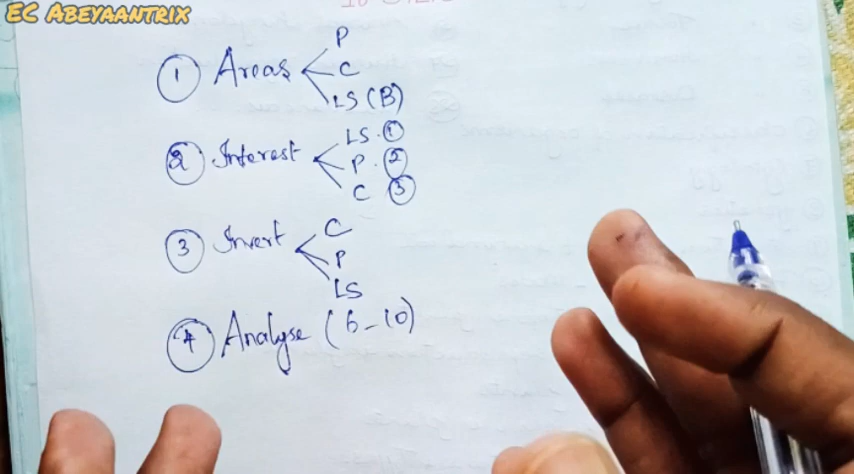 EC ABEYAANTRIX
P
① Areas C
LS (B)
LS . ①
② Interest P . ②
C ③
C
③ Invert P
LS
④ Analyse (6-10)